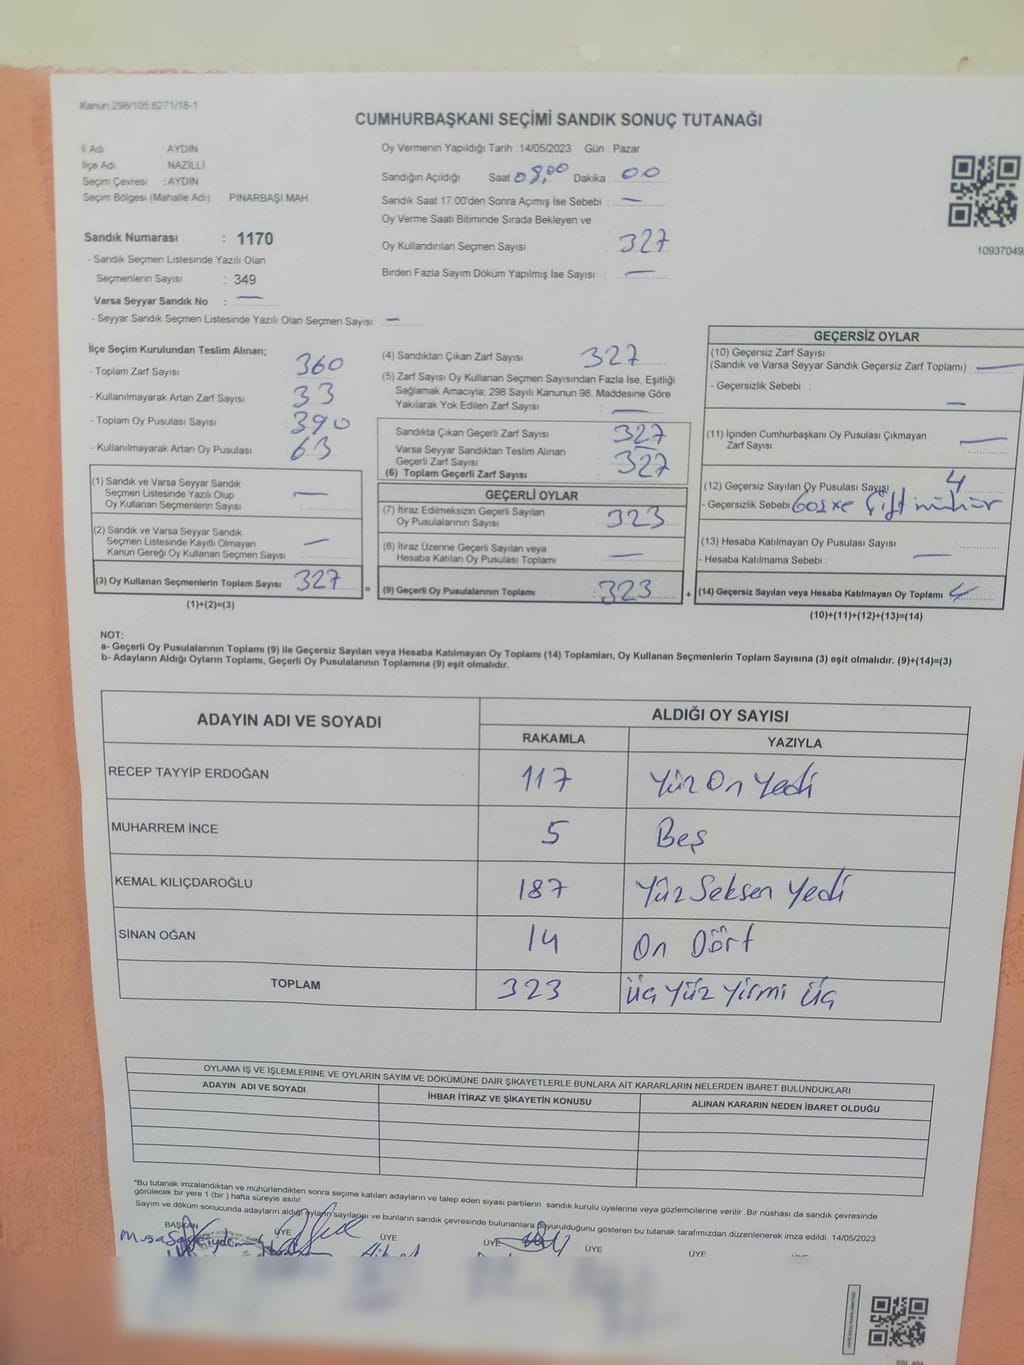 Kanun:298/105,6271/18-1
CUMHURBAŞKANI SEÇİMİ SANDIK SONUÇ TUTANAĞI
İl Adı AYDIN
İlçe Adı NAZİLLİ
Seçim Çevresi : AYDIN
Seçim Bölgesi (Mahalle Adı) PINARBAŞI MAH
Sandık Numarası : 1170
- Sandık Seçmen Listesinde Yazılı Olan
Seçmenlerin Sayısı : 349
Varsa Seyyar Sandık No : —
- Seyyar Sandık Seçmen Listesinde Yazılı Olan Seçmen Sayısı: —
Oy Vermenin Yapıldığı Tarih :14/05/2023 Gün : Pazar
Sandığın Açıldığı Saat 08,00 Dakika : 00
Sandık Saat 17:00'den Sonra Açımış İse Sebebi : —
Oy Verme Saati Bitiminde Sırada Bekleyen ve
Oy Kullandırılan Seçmen Sayısı : 327
Birden Fazla Sayım Döküm Yapılmış İse Sayısı : —
10937049
İlçe Seçim Kurulundan Teslim Alınan;
- Toplam Zarf Sayısı : 360
- Kullanılmayarak Artan Zarf Sayısı : 33
- Toplam Oy Pusulası Sayısı : 390
- Kullanılmayarak Artan Oy Pusulası : 63
(1) Sandık ve Varsa Seyyar Sandık
Seçmen Listesinde Yazılı Olup
Oy Kullanan Seçmenlerin Sayısı : —
(2) Sandık ve Varsa Seyyar Sandık
Seçmen Listesinde Kayıtlı Olmayan
Kanun Gereği Oy Kullanan Seçmen Sayısı : —
(3) Oy Kullanan Seçmenlerin Toplam Sayısı : 327
(1)+(2)=(3)
(4) Sandıktan Çıkan Zarf Sayısı : 327
(5) Zarf Sayısı Oy Kullanan Seçmen Sayısından Fazla İse, Eşitliği
Sağlamak Amacıyla, 298 Sayılı Kanunun 98. Maddesine Göre
Yakılarak Yok Edilen Zarf Sayısı : —
Sandıkta Çıkan Geçerli Zarf Sayısı : 327
Varsa Seyyar Sandıktan Teslim Alınan
Geçerli Zarf Sayısı : 327
(6) Toplam Geçerli Zarf Sayısı :
GEÇERLİ OYLAR
(7) İtiraz Edilmeksizin Geçerli Sayılan
Oy Pusulalarının Sayısı : 323
(8) İtiraz Üzerine Geçerli Sayılan veya
Hesaba Katılan Oy Pusulası Toplamı : —
= (9) Geçerli Oy Pusulalarının Toplamı : 323
GEÇERSİZ OYLAR
(10) Geçersiz Zarf Sayısı
(Sandık ve Varsa Seyyar Sandık Geçersiz Zarf Toplamı) : —
- Geçersizlik Sebebi : —
(11) İçinden Cumhurbaşkanı Oy Pusulası Çıkmayan
Zarf Sayısı : —
(12) Geçersiz Sayılan Oy Pusulası Sayısı : 4
- Geçersizlik Sebebi Çift mühür
(13) Hesaba Katılmayan Oy Pusulası Sayısı :
- Hesaba Katılmama Sebebi : —
+ (14) Geçersiz Sayılan veya Hesaba Katılmayan Oy Toplamı : 4
(10)+(11)+(12)+(13)=(14)
NOT:
a- Geçerli Oy Pusulalarının Toplamı (9) ile Geçersiz Sayılan veya Hesaba Katılmayan Oy Toplamı (14) Toplamları, Oy Kullanan Seçmenlerin Toplam Sayısına (3) eşit olmalıdır. (9)+(14)=(3)
b- Adayların Aldığı Oyların Toplamı, Geçerli Oy Pusulalarının Toplamına (9) eşit olmalıdır.
ADAYIN ADI VE SOYADI ALDIĞI OY SAYISI
RAKAMLA YAZIYLA
RECEP TAYYİP ERDOĞAN 117 Yüz On Yedi
MUHARREM İNCE 5 Beş
KEMAL KILIÇDAROĞLU 187 Yüz Seksen Yedi
SİNAN OĞAN 14 On Dört
TOPLAM 323 Üç Yüz Yirmi Üç
OYLAMA İŞ VE İŞLEMLERİNE VE OYLARIN SAYIM VE DÖKÜMÜNE DAİR ŞİKAYETLERLE BUNLARA AİT KARARLARIN NELERDEN İBARET BULUNDUKLARI
ADAYIN ADI VE SOYADI İHBAR İTİRAZ VE ŞİKAYETİN KONUSU ALINAN KARARIN NEDEN İBARET OLDUĞU
*Bu tutanak imzalandıktan ve mühürlendikten sonra seçime katılan adayların ve talep eden siyasi partilerin sandık kurulu üyelerine veya gözlemcilerine verilir. Bir nüshası da sandık çevresinde
görülecek bir yere 1 (bir ) hafta süreyle asılır.
Sayım ve döküm sonucunda adayların aldığı oyların sayıları ve bunların sandık çevresinde bulunanlara duyurulduğunu gösteren bu tutanak tarafımızdan düzenlenerek imza edildi. 14/05/2023
BAŞKAN ÜYE ÜYE ÜYE ÜYE ÜYE